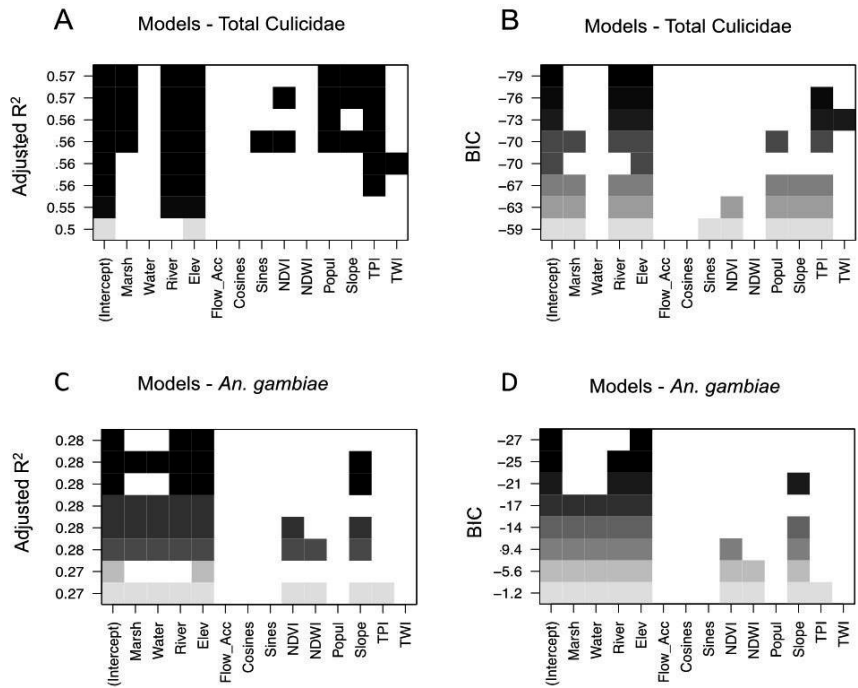 A
Models - Total Culicidae
Adjusted R²
0.57
0.57
0.56
.56
.56
.56
0.55
0.5
(Intercept)
Marsh
Water
River
Elev
Flow_Acc
Cosines
Sines
NDVI
NDWI
Popul
Slope
TPI
TWI
B
Models - Total Culicidae
BIC
−79
−76
−73
−70
−70
−67
−63
−59
(Intercept)
Marsh
Water
River
Elev
Flow_Acc
Cosines
Sines
NDVI
NDWI
Popul
Slope
TPI
TWI
C
Models - An. gambiae
Adjusted R²
0.28
0.28
0.28
0.28
0.28
0.28
0.27
0.27
(Intercept)
Marsh
Water
River
Elev
Flow_Acc
Cosines
Sines
NDVI
NDWI
Popul
Slope
TPI
TWI
D
Models - An. gambiae
BIC
−27
−25
−21
−17
−14
9.4
−5.6
−1.2
(Intercept)
Marsh
Water
River
Elev
Flow_Acc
Cosines
Sines
NDVI
NDWI
Popul
Slope
TPI
TWI